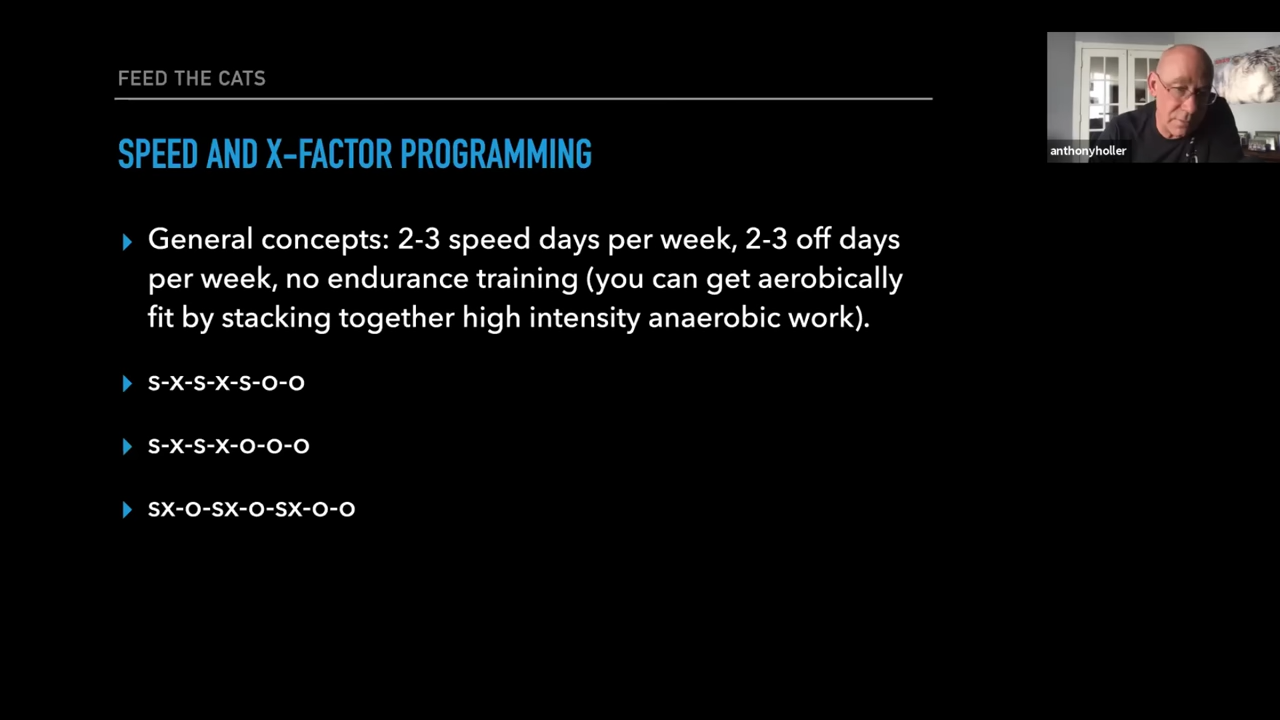 FEED THE CATS
SPEED AND X-FACTOR PROGRAMMING
General concepts: 2-3 speed days per week, 2-3 off days
per week, no endurance training (you can get aerobically
fit by stacking together high intensity anaerobic work).
s-x-s-x-s-o-o
s-x-s-x-o-o-o
sx-o-sx-o-sx-o-o
anthonyholler